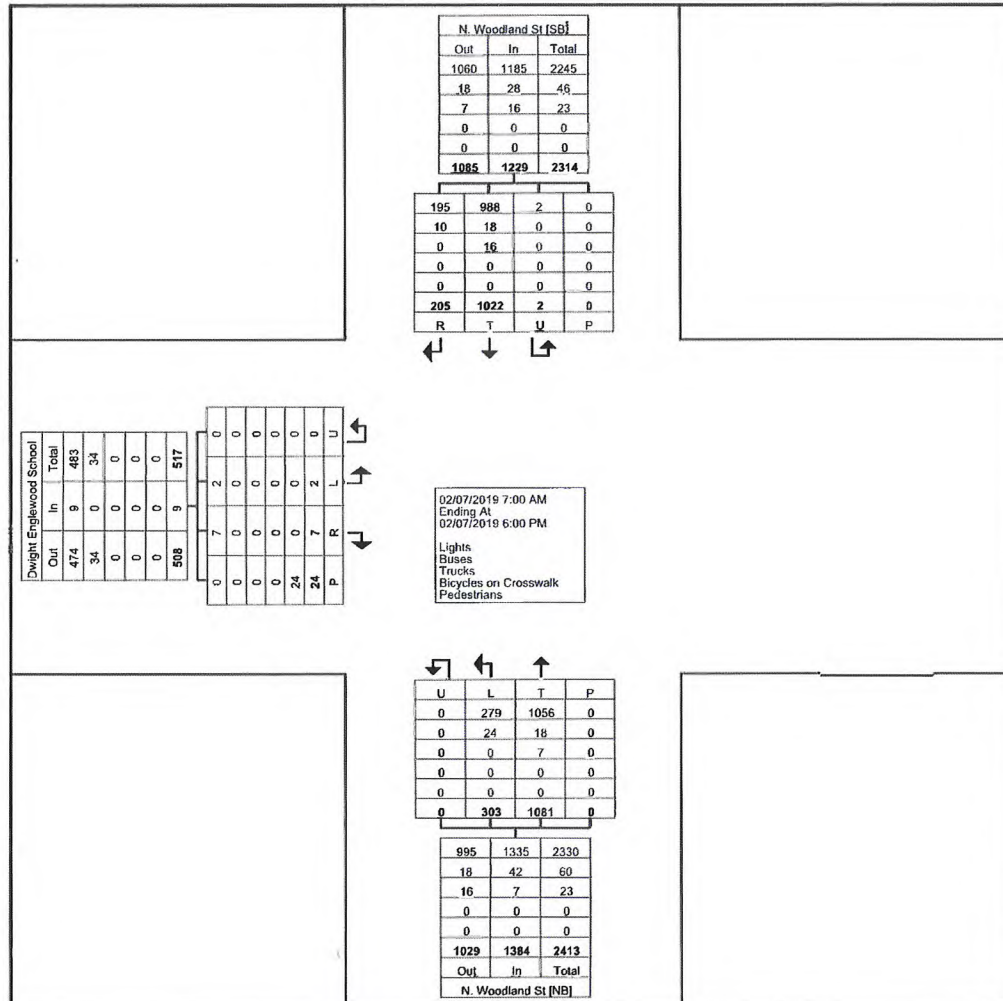 N. Woodland St [SB]
Out In Total
1060 1185 2245
18 28 46
7 16 23
0 0 0
0 0 0
1085 1229 2314
195 988 2 0
10 18 0 0
0 16 0 0
0 0 0 0
0 0 0 0
205 1022 2 0
R T U P
Dwight Englewood School
Out In Total
474 9 483
34 0 34
0 0 0
0 0 0
0 0 0
508 9 517
0 7 2 0
0 0 0 0
0 0 0 0
0 0 0 0
24 0 0 0
24 7 2 0
P R L U
02/07/2019 7:00 AM
Ending At
02/07/2019 6:00 PM
Lights
Buses
Trucks
Bicycles on Crosswalk
Pedestrians
U L T P
0 279 1056 0
0 24 18 0
0 0 7 0
0 0 0 0
0 0 0 0
0 303 1081 0
995 1335 2330
18 42 60
16 7 23
0 0 0
0 0 0
1029 1384 2413
Out In Total
N. Woodland St [NB]